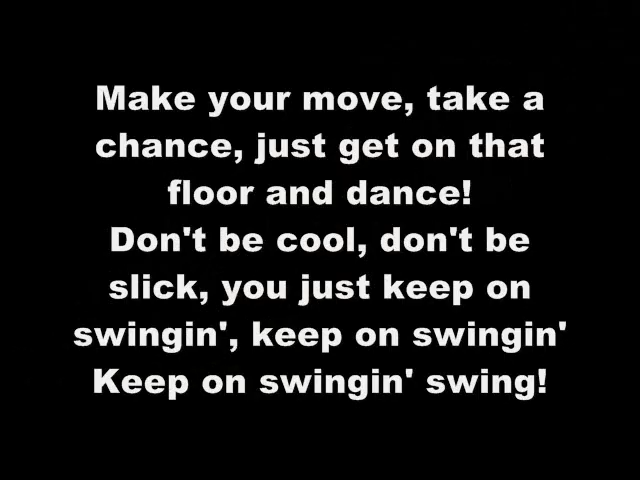 Make your move, take a
chance, just get on that
floor and dance!
Don't be cool, don't be
slick, you just keep on
swingin', keep on swingin'
Keep on swingin' swing!